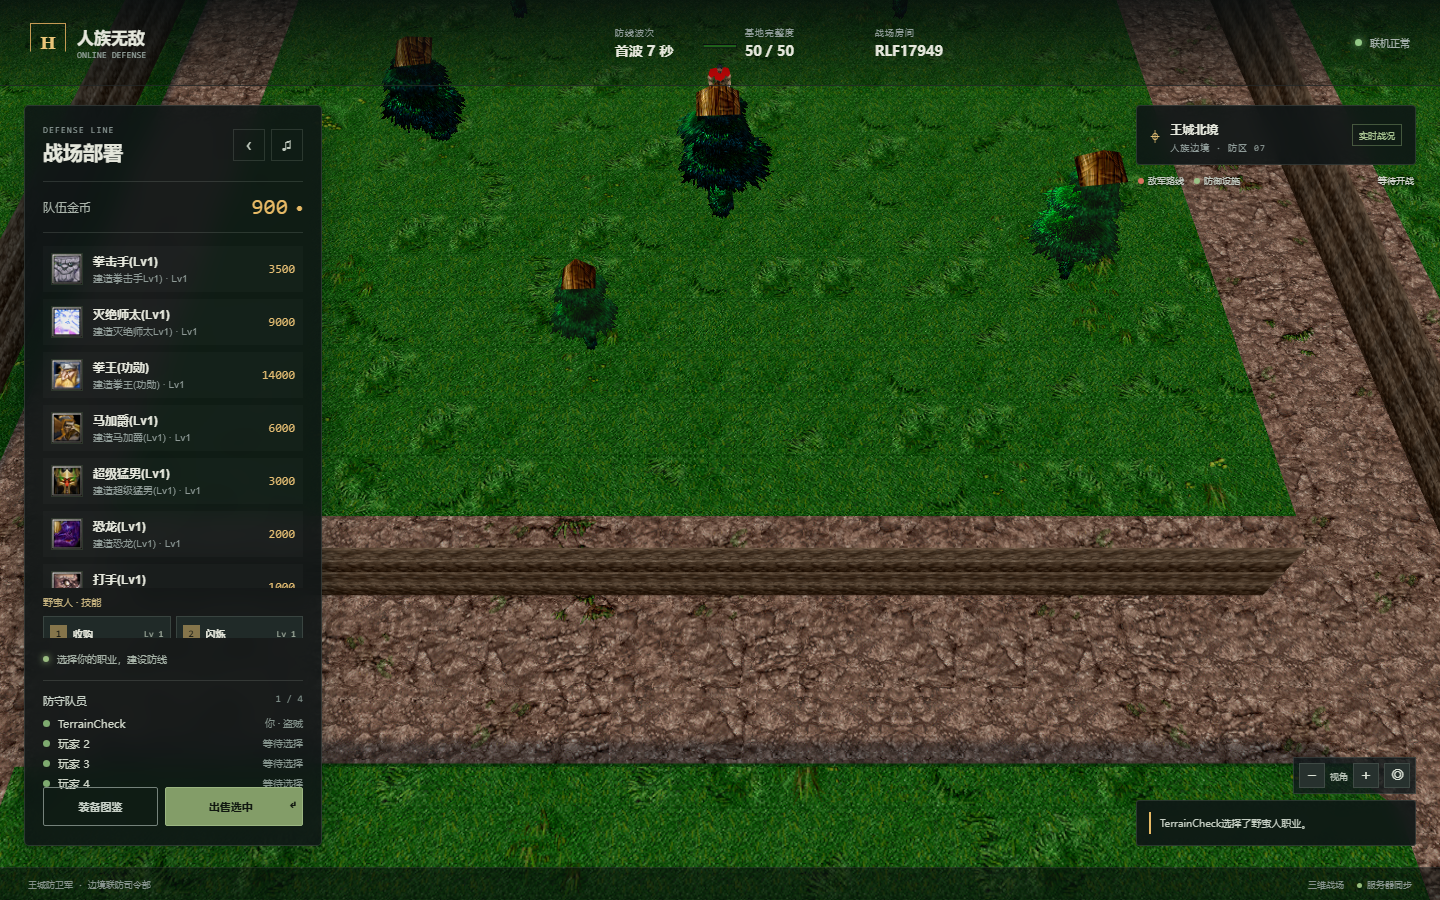 H
人族无敌
ONLINE DEFENSE
防线波次
首波 7 秒
基地完整度
50 / 50
战场房间
RLF17949
联机正常
DEFENSE LINE
战场部署
队伍金币
900
拳击手(Lv1)
建造拳击手Lv1) · Lv1
3500
灭绝师太(Lv1)
建造灭绝师太Lv1) · Lv1
9000
拳王(功勋)
建造拳王(功勋) · Lv1
14000
马加爵(Lv1)
建造马加爵(Lv1) · Lv1
6000
超级猛男(Lv1)
建造超级猛男(Lv1) · Lv1
3000
恐龙(Lv1)
建造恐龙(Lv1) · Lv1
2000
打手(Lv1)
1000
野蛮人 · 技能
1 收购 Lv 1
2 闪烁 Lv 1
选择你的职业，建设防线
防守队员
1 / 4
TerrainCheck
你 · 盗贼
玩家 2
等待选择
玩家 3
等待选择
玩家 4
等待选择
装备图鉴
出售选中
王城北境
人族边境 · 防区 07
实时战况
敌军路线
防御设施
等待开战
视角
TerrainCheck选择了野蛮人职业。
王城防卫军 · 边境联防司令部
三维战场
服务器同步